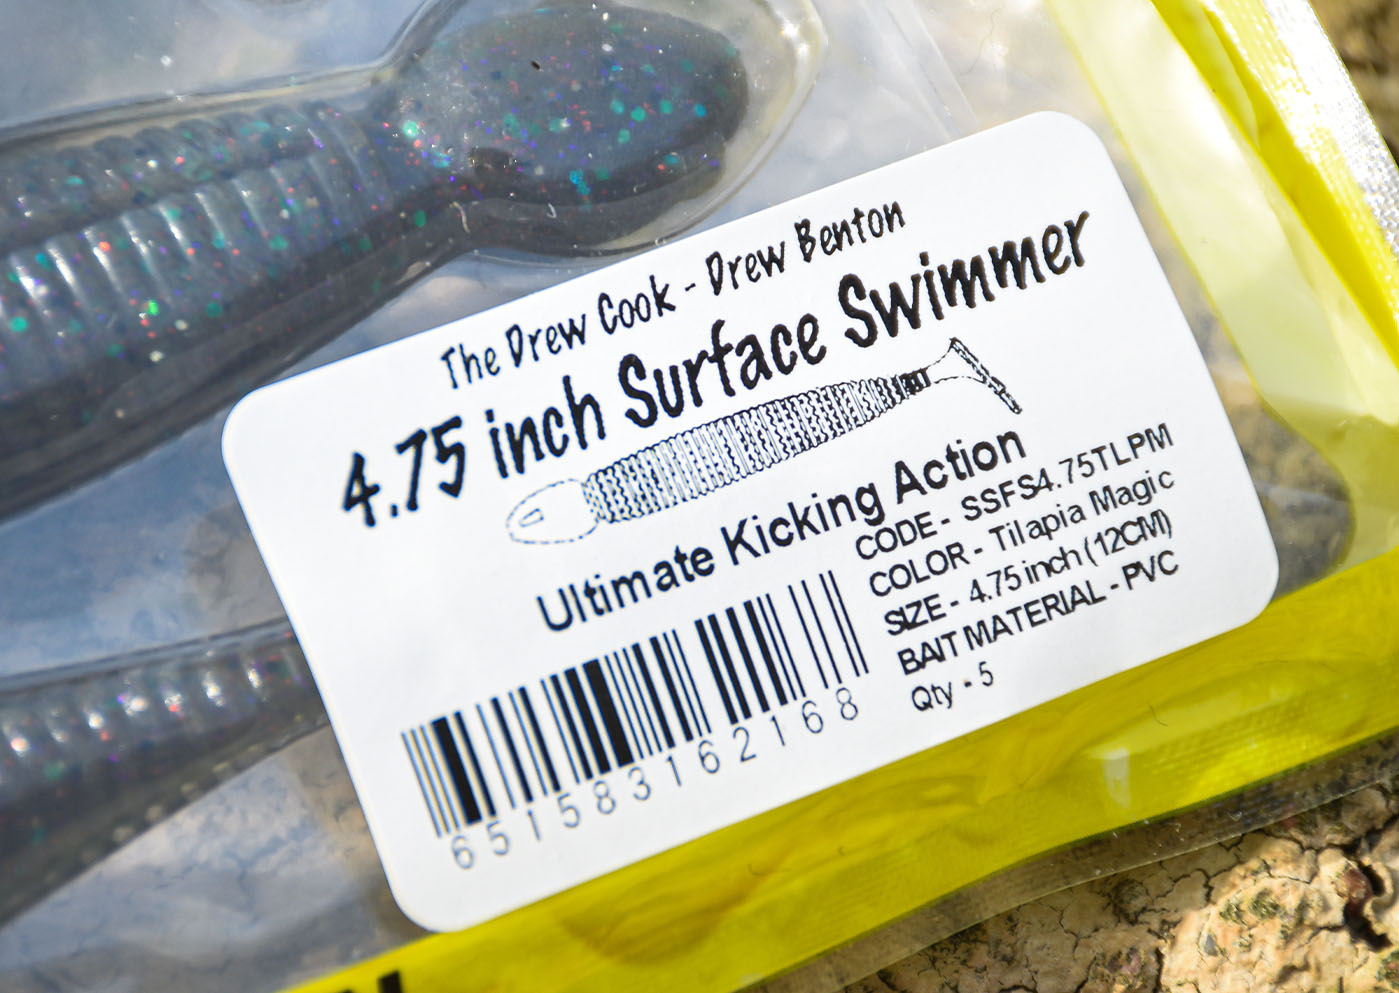 The Drew Cook - Drew Benton
4.75 inch Surface Swimmer
Ultimate Kicking Action
CODE - SSFS4.75TLPM
COLOR - Tilapia Magic
SIZE - 4.75 inch (12CM)
BAIT MATERIAL - PVC
Qty - 5
651583162168